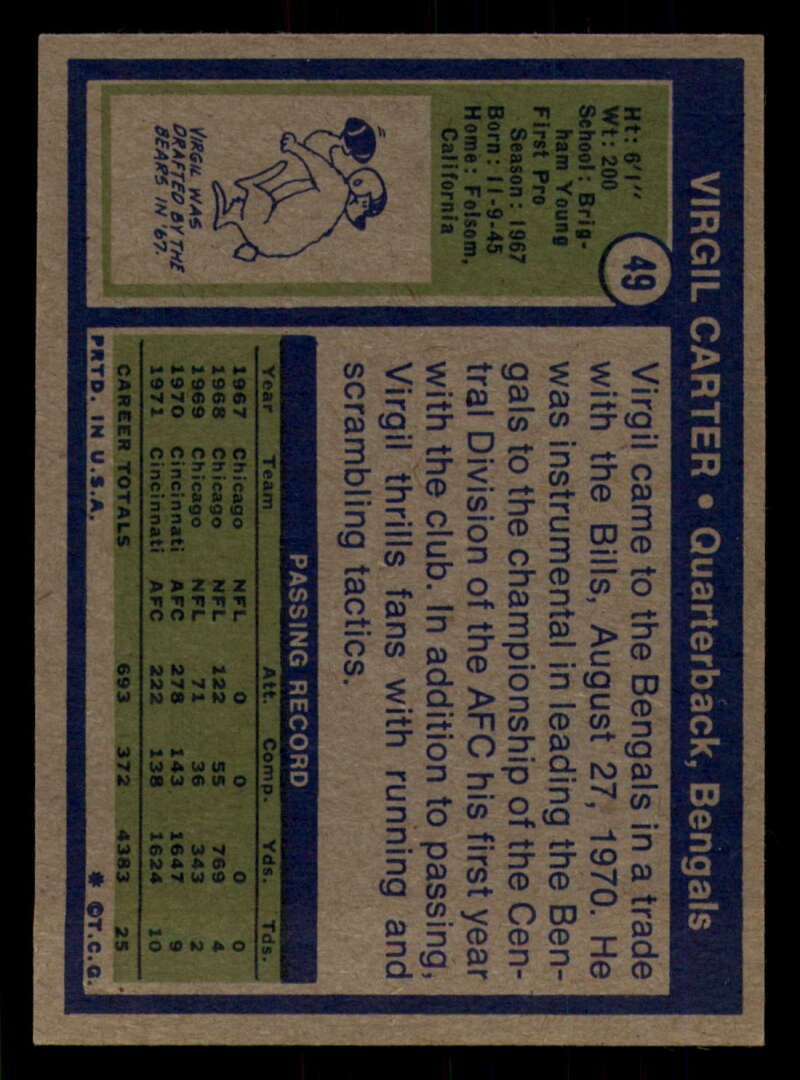 VIRGIL CARTER • Quarterback, Bengals
49
Ht: 6'1"
Wt: 200
School: Brig-
ham Young
First Pro
Season: 1967
Born: 11-9-45
Home: Folsom,
California
VIRGIL WAS
DRAFTED BY THE
BEARS IN '67.
Virgil came to the Bengals in a trade
with the Bills, August 27, 1970. He
was instrumental in leading the Ben-
gals to the championship of the Cen-
tral Division of the AFC his first year
with the club. In addition to passing,
Virgil thrills fans with running and
scrambling tactics.
PASSING RECORD
Year Team Att. Comp. Yds. Tds.
1967 Chicago NFL 0 0 0 0
1968 Chicago NFL 122 55 769 4
1969 Chicago NFL 71 36 343 2
1970 Cincinnati AFC 278 143 1647 9
1971 Cincinnati AFC 222 138 1624 10
CAREER TOTALS 693 372 4383 25
PRTD. IN U.S.A. * © T.C.G.